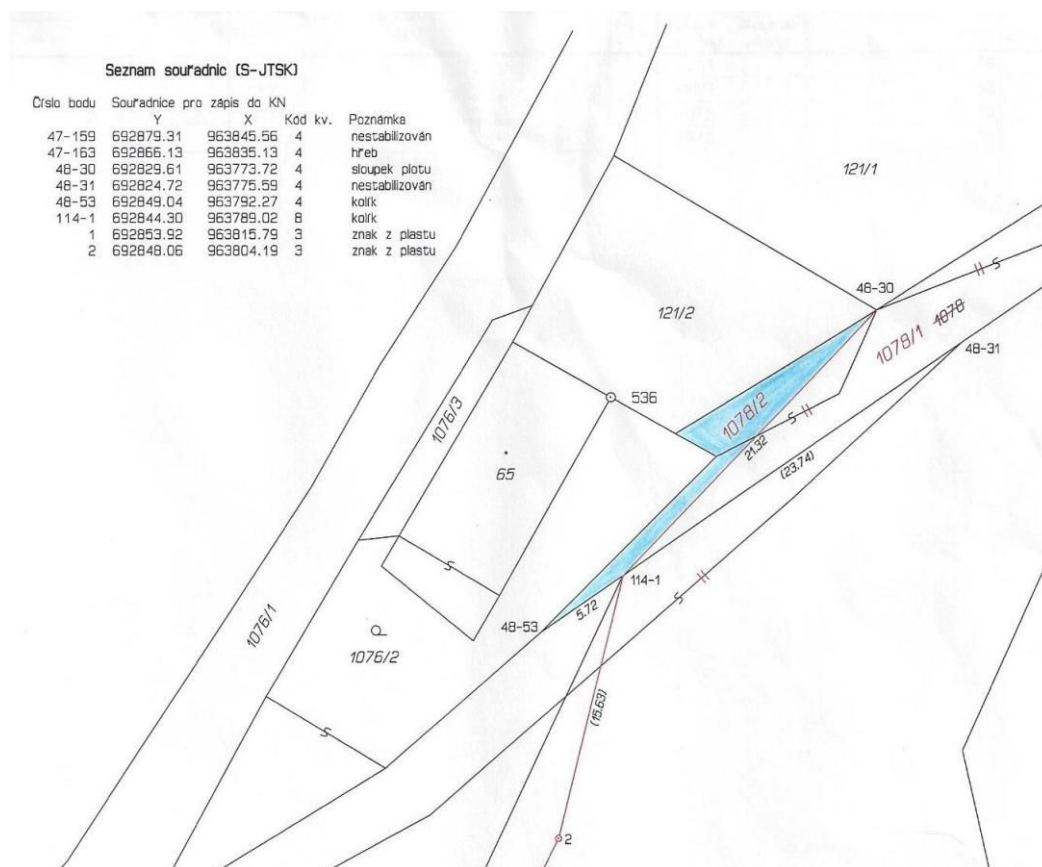 Seznam souřadnic (S-JTSK)
Číslo bodu Souřadnice pro zápis do KN
Y X Kód kv. Poznámka
47-159 692879.31 963845.56 4 nestabilizován
47-163 692866.13 963835.13 4 hřeb
48-30 692829.61 963773.72 4 sloupek plotu
48-31 692824.72 963775.59 4 nestabilizován
48-53 692849.04 963792.27 4 kolík
114-1 692844.30 963789.02 8 kolík
1 692853.92 963815.79 3 znak z plastu
2 692848.06 963804.19 3 znak z plastu
121/1
48-30
121/2
1078/1 1078
48-31
536
1078/2
1076/3
21.32
(23.74)
65
114-1
5.72
48-53
1076/1
1076/2
(15.63)
2